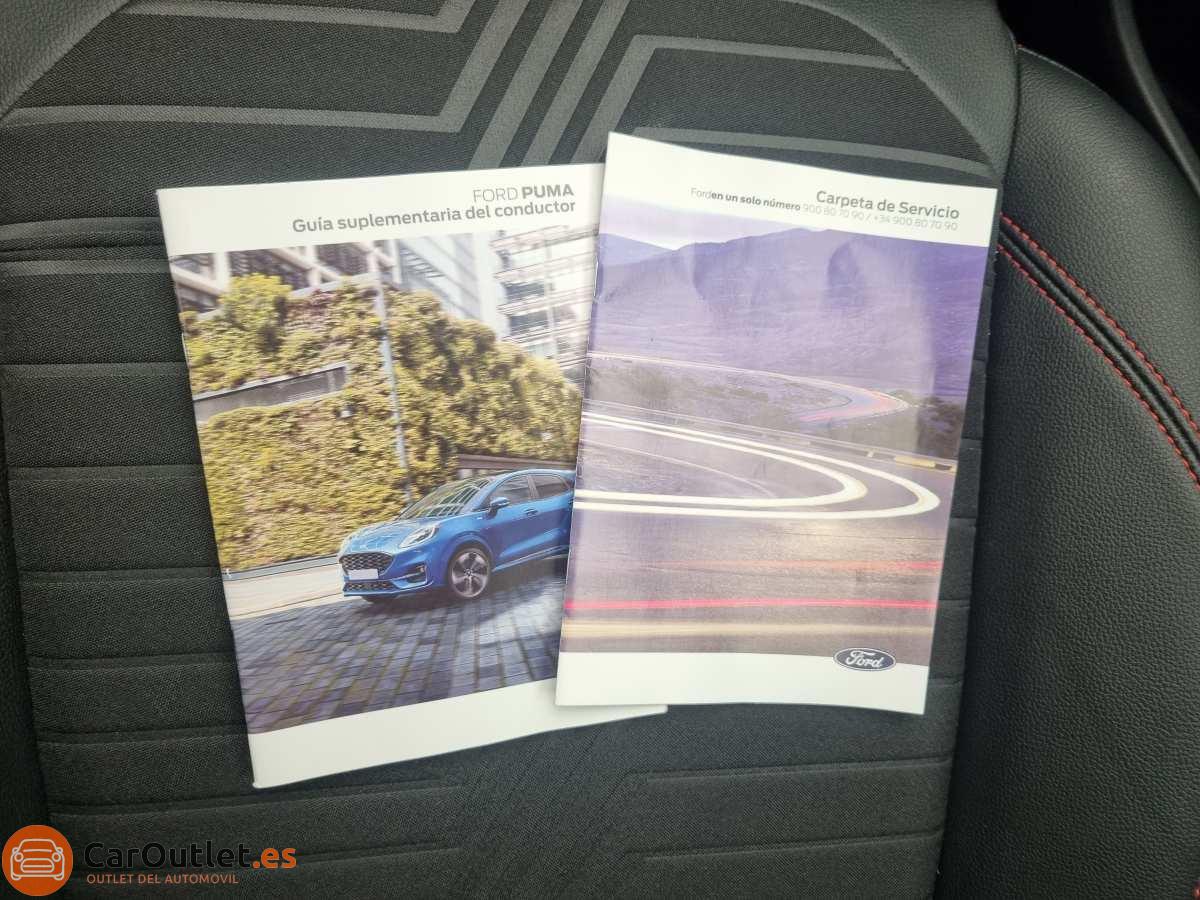 FORD PUMA
Guía suplementaria del conductor
Carpeta de Servicio
Forden un solo número 900 80 70 90 / +34 900 80 70 90
Ford
CarOutlet.es
OUTLET DEL AUTOMOVIL